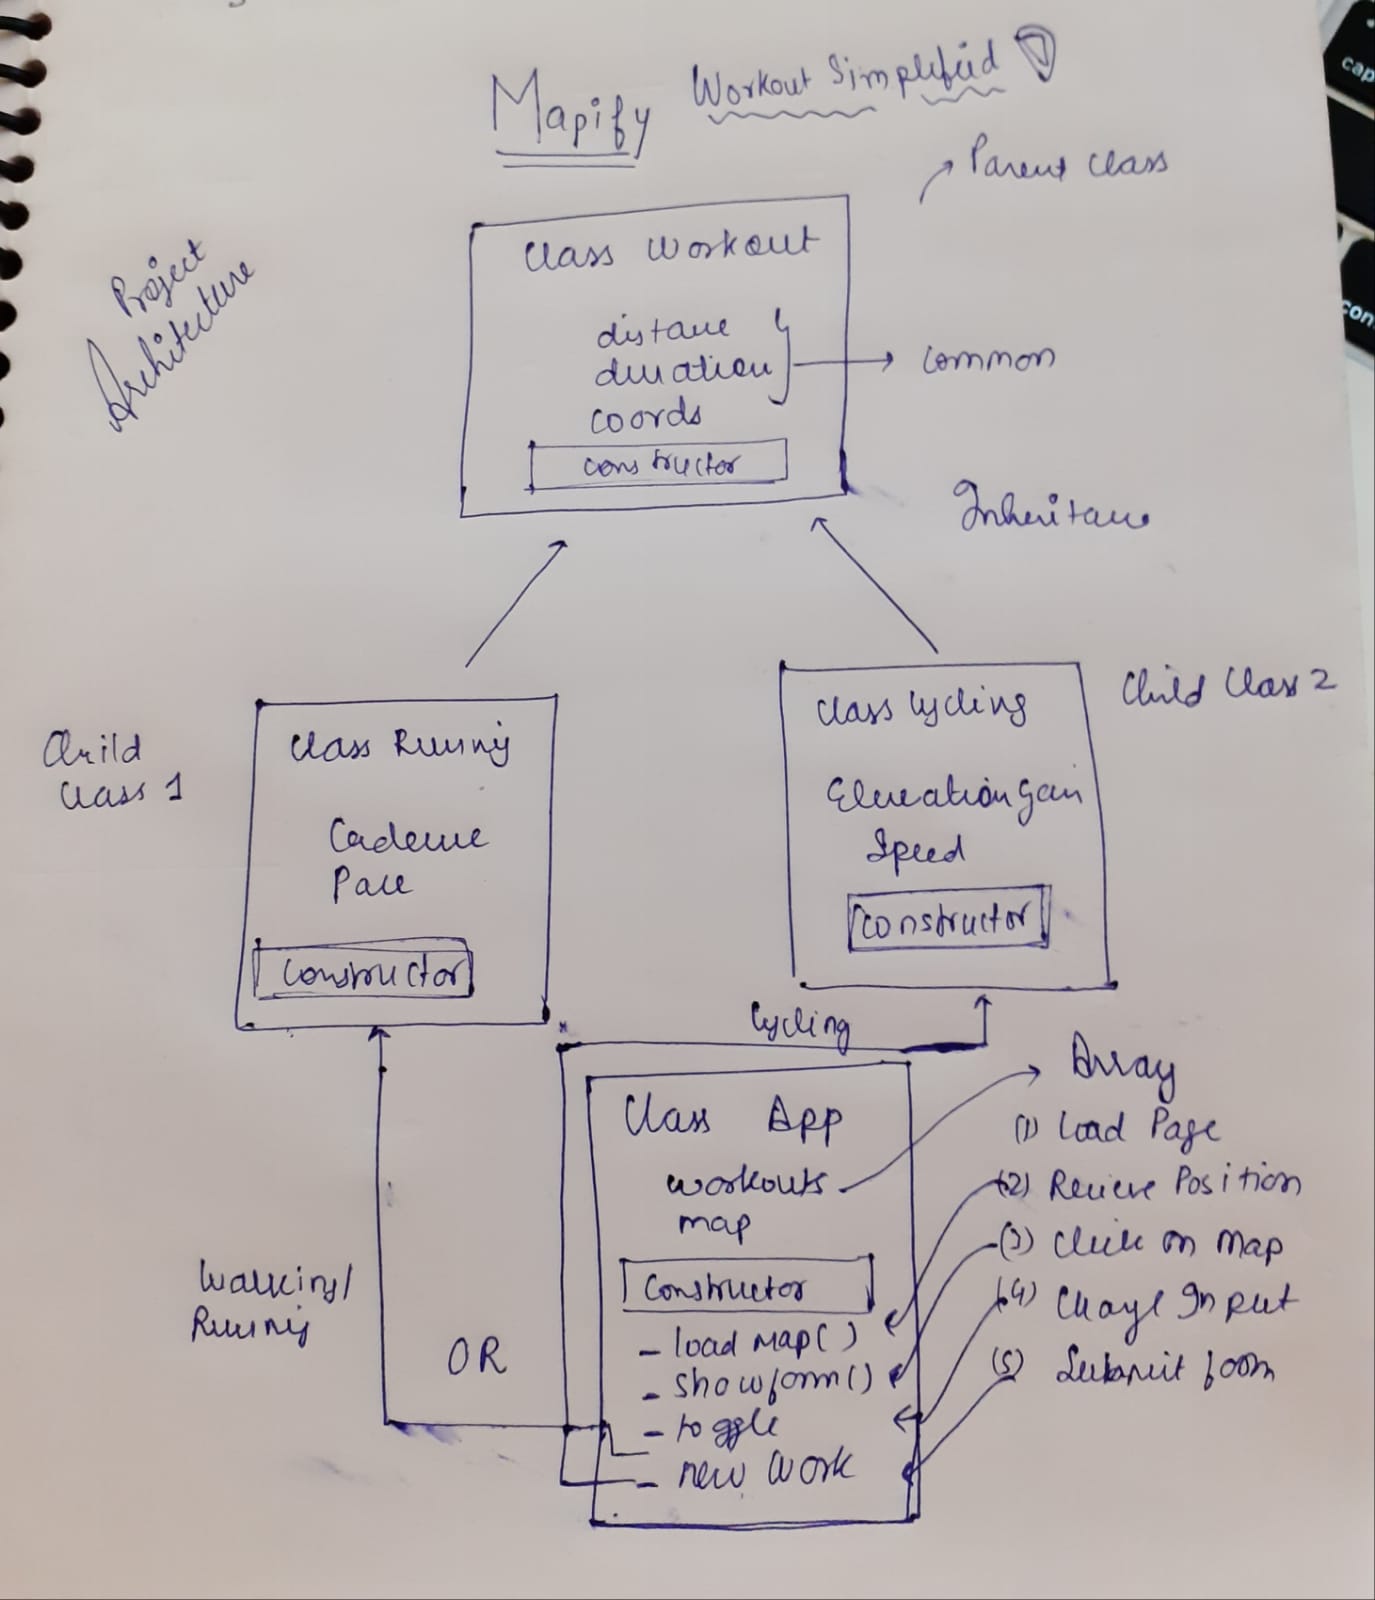 Mapify Workout Simplified
Project
Architecture
Parent class
Class Workout
distance
duration
coords
common
constructor
Inheritance
Child
Class 1
Class Running
Cadence
Pace
Constructor
Child Class 2
Class Cycling
Elevation Gain
Speed
Constructor
Cycling
Walking/
Running
OR
Class App
workouts
map
Constructor
- load map()
- showform()
- toggle
- new work
Array
(1) Load Page
(2) Recieve Position
(3) Click on map
(4) Change Input
(5) Submit form
cap
con